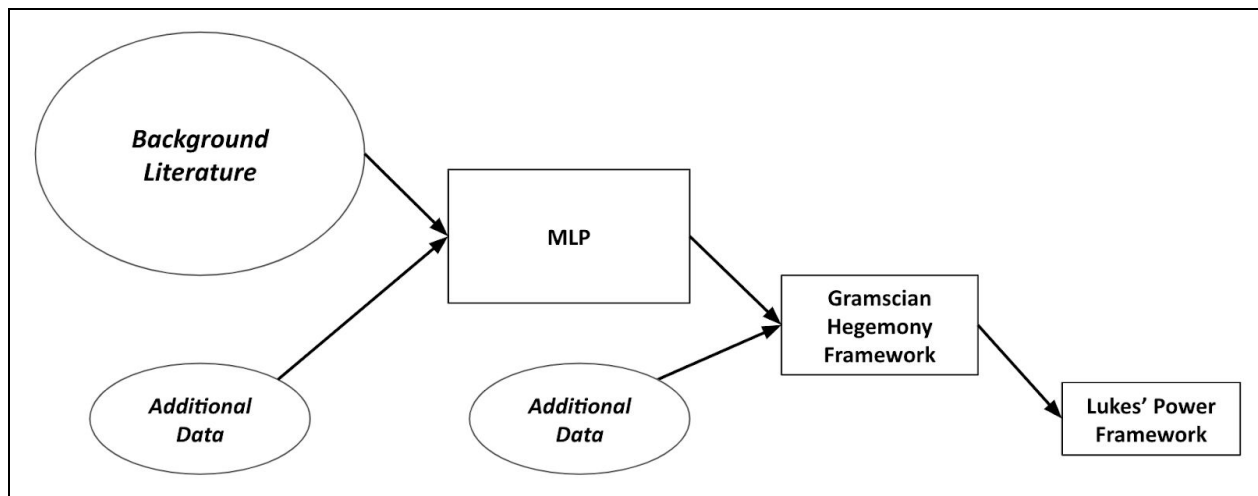 Background
Literature
MLP
Gramscian
Hegemony
Framework
Additional
Data
Additional
Data
Lukes’ Power
Framework